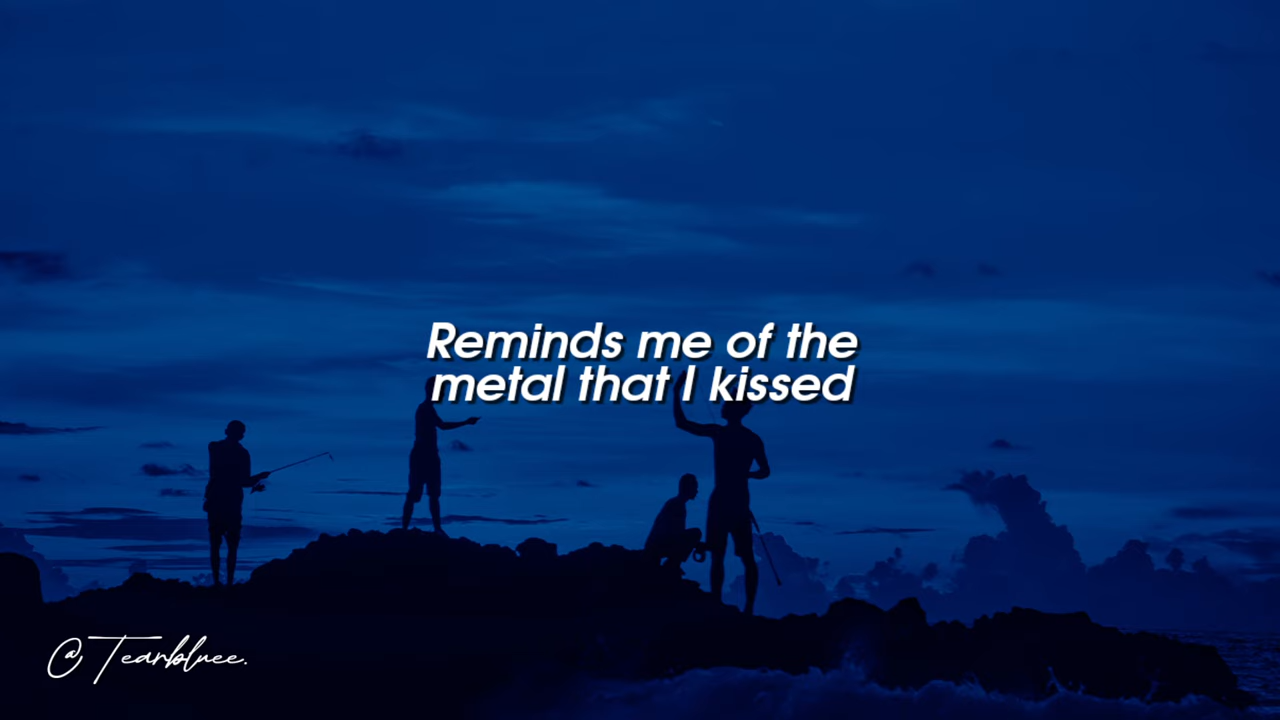 Reminds me of the
metal that I kissed
@Tearbluee.